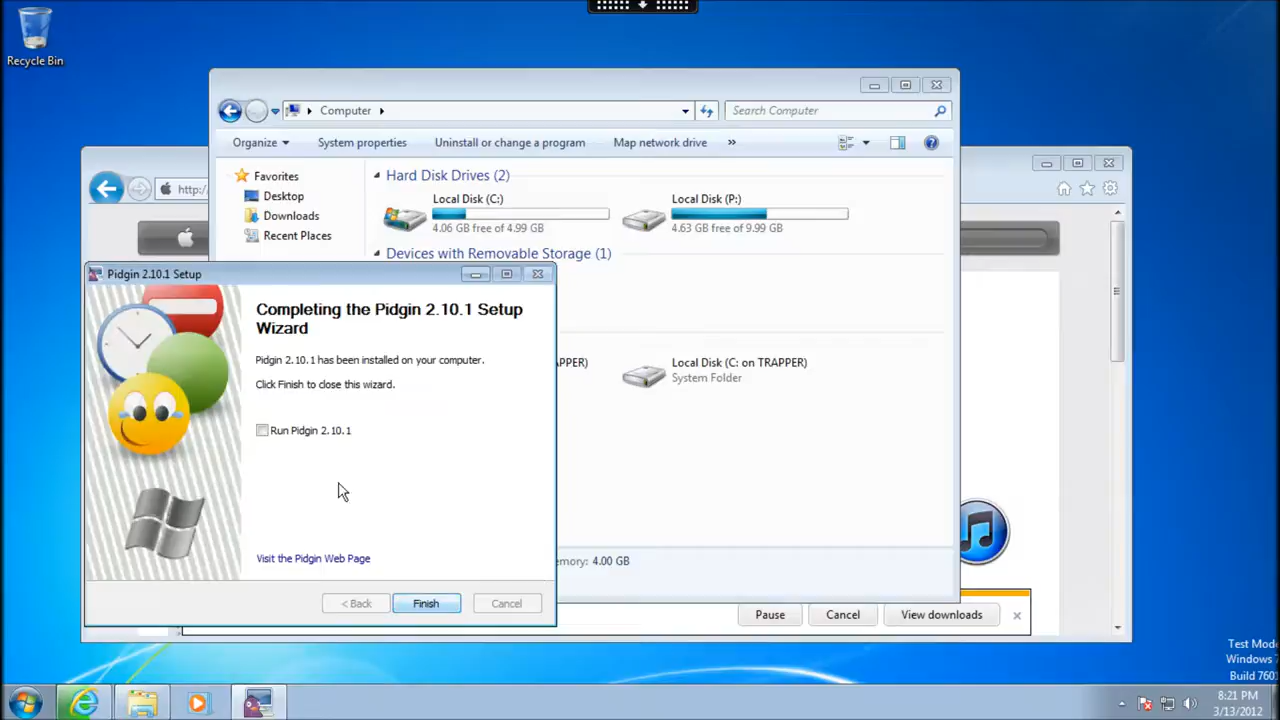 Recycle Bin
Computer
Search Computer
Organize
System properties
Uninstall or change a program
Map network drive
»
Favorites
Desktop
Downloads
Recent Places
Hard Disk Drives (2)
Local Disk (C:)
4.06 GB free of 4.99 GB
Local Disk (P:)
4.63 GB free of 9.99 GB
Devices with Removable Storage (1)
http:
Pidgin 2.10.1 Setup
Completing the Pidgin 2.10.1 Setup
Wizard
Pidgin 2.10.1 has been installed on your computer.
Click Finish to close this wizard.
Run Pidgin 2.10.1
Visit the Pidgin Web Page
< Back
Finish
Cancel
APPER)
Local Disk (C: on TRAPPER)
System Folder
emory: 4.00 GB
Pause
Cancel
View downloads
Test Mod
Windows 7
Build 760
8:21 PM
3/13/2012